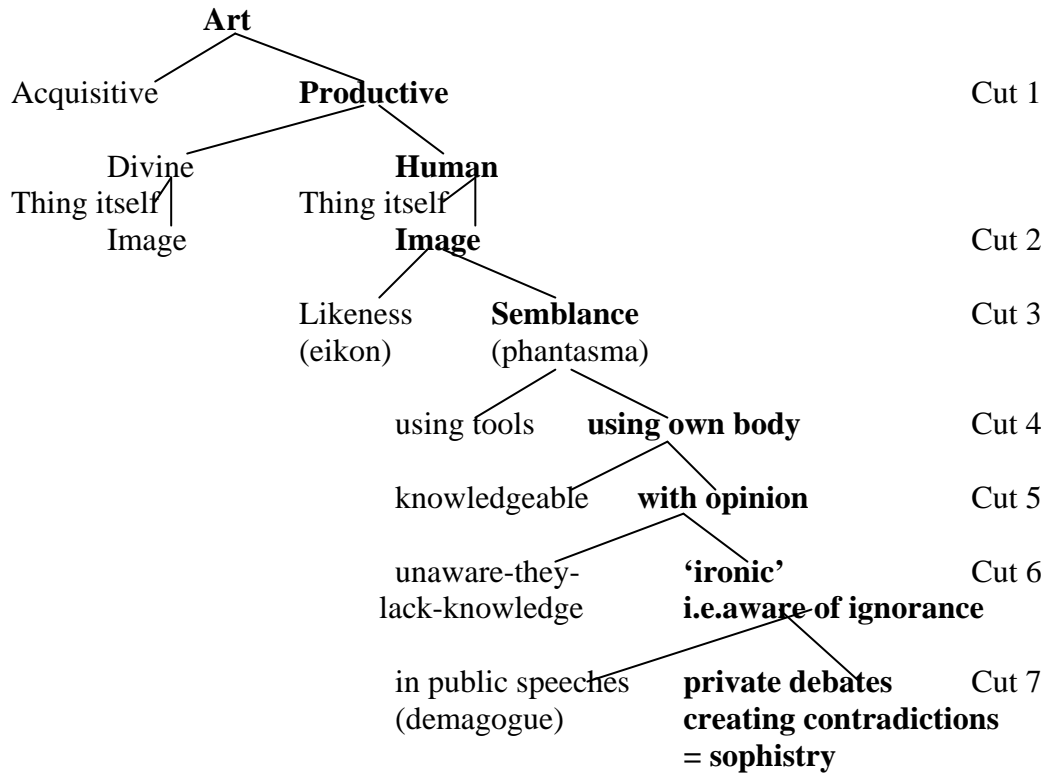 Art
Acquisitive Productive Cut 1
Divine Human
Thing itself Thing itself
Image Image Cut 2
Likeness Semblance Cut 3
(eikon) (phantasma)
using tools using own body Cut 4
knowledgeable with opinion Cut 5
unaware-they- ‘ironic’ Cut 6
lack-knowledge i.e.aware of ignorance
in public speeches private debates Cut 7
(demagogue) creating contradictions
= sophistry